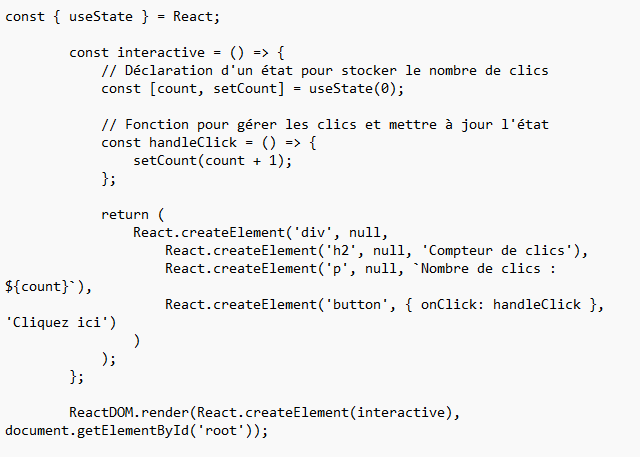 const { useState } = React;
const interactive = () => {
// Déclaration d'un état pour stocker le nombre de clics
const [count, setCount] = useState(0);
// Fonction pour gérer les clics et mettre à jour l'état
const handleClick = () => {
setCount(count + 1);
};
return (
React.createElement('div', null,
React.createElement('h2', null, 'Compteur de clics'),
React.createElement('p', null, `Nombre de clics :
${count}`),
React.createElement('button', { onClick: handleClick },
'Cliquez ici')
)
);
};
ReactDOM.render(React.createElement(interactive),
document.getElementById('root'));